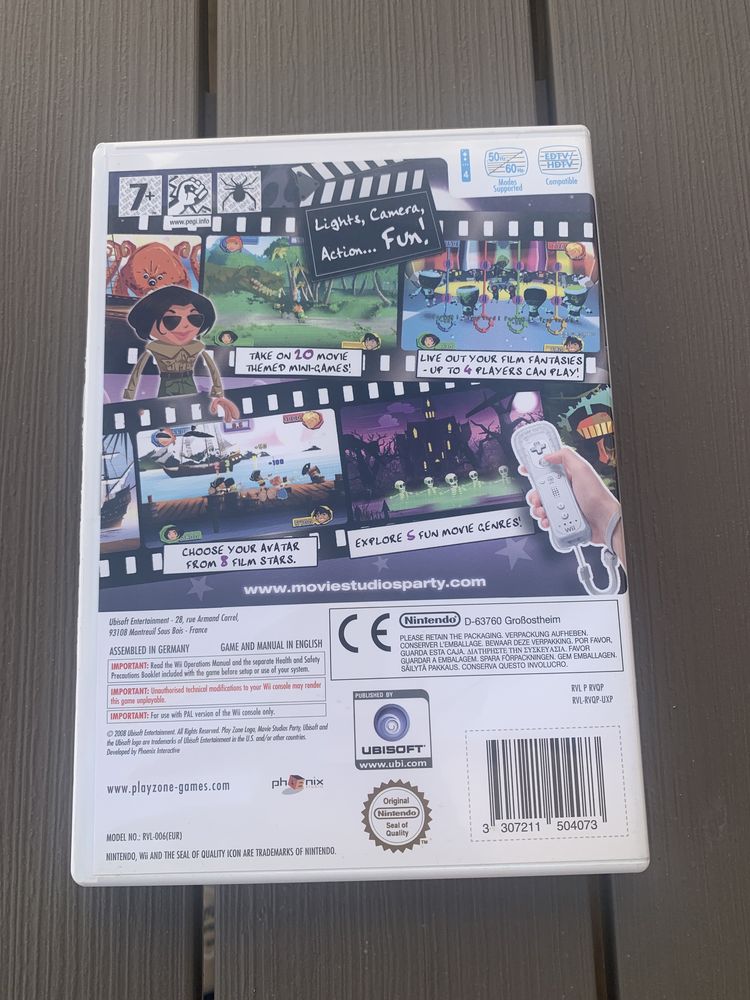 7+
www.pegi.info
Lights, Camera,
Action... Fun!
4
50Hz
60Hz
Modes
Supported
EDTV/
HDTV
Compatible
TAKE ON 20 MOVIE
THEMED MINI-GAMES!
LIVE OUT YOUR FILM FANTASIES
- UP TO 4 PLAYERS CAN PLAY!
CHOOSE YOUR AVATAR
FROM 8 FILM STARS.
EXPLORE 5 FUN MOVIE GENRES!
Wii
www.moviestudiosparty.com
Ubisoft Entertainment - 28, rue Armand Carrel,
93108 Montreuil Sous Bois - France
ASSEMBLED IN GERMANY GAME AND MANUAL IN ENGLISH
IMPORTANT: Read the Wii Operations Manual and the separate Health and Safety
Precautions Booklet included with the game before setup or use of your system.
IMPORTANT: Unauthorised technical modifications to your Wii console may render
this game unplayable.
IMPORTANT: For use with PAL version of the Wii console only.
© 2008 Ubisoft Entertainment. All Rights Reserved. Play Zone Logo, Movie Studios Party, Ubisoft and
the Ubisoft logo are trademarks of Ubisoft Entertainment in the U.S. and/or other countries.
Developed by Phoenix Interactive
CE
Nintendo D-63760 Großostheim
PLEASE RETAIN THE PACKAGING. VERPACKUNG AUFHEBEN.
CONSERVER L'EMBALLAGE. BEWAAR DEZE VERPAKKING. POR FAVOR,
GUARDA ESTA CAJA. ΔΙΑΤΗΡΗΣΤΕ ΤΗΝ ΣΥΣΚΕΥΑΣΙΑ. FAVOR
GUARDAR A EMBALAGEM. SPARA FÖRPACKNINGEN. GEM EMBALLAGEN.
SÄILYTÄ PAKKAUS. CONSERVA QUESTO INVOLUCRO.
RVL P RVQP
RVL-RVQP-UXP
PUBLISHED BY
UBISOFT
www.ubi.com
www.playzone-games.com
phoenix
Original
Nintendo
Seal of
Quality
TM
3 307211 504073
MODEL NO.: RVL-006(EUR)
NINTENDO, Wii AND THE SEAL OF QUALITY ICON ARE TRADEMARKS OF NINTENDO.